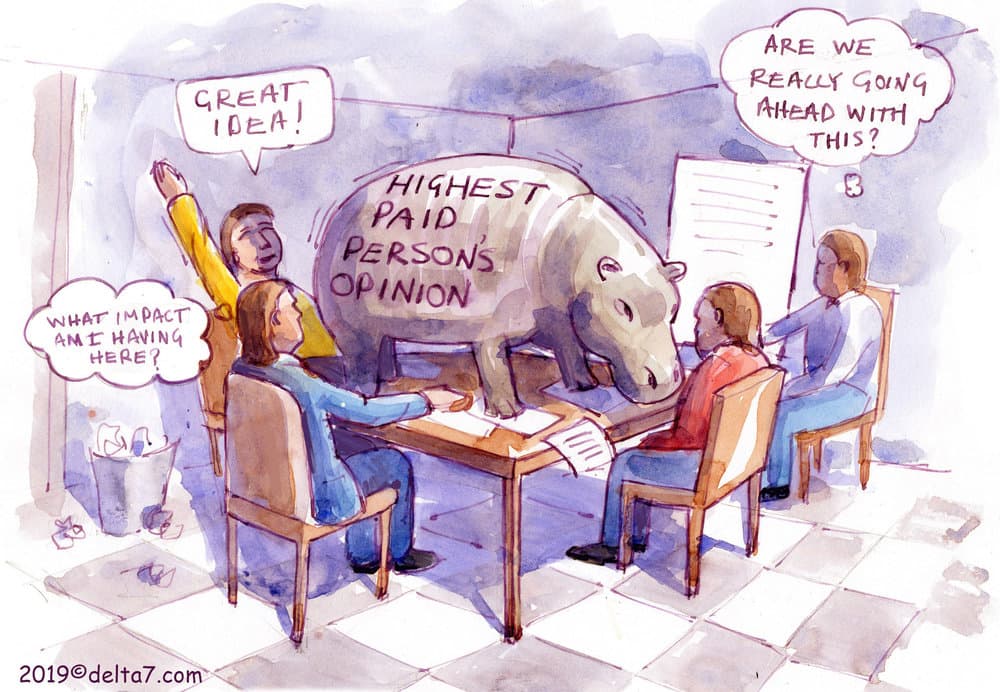 GREAT
IDEA!
ARE WE
REALLY GOING
AHEAD WITH
THIS?
HIGHEST
PAID
PERSON'S
OPINION
WHAT IMPACT
AM I HAVING
HERE?
2019©delta7.com